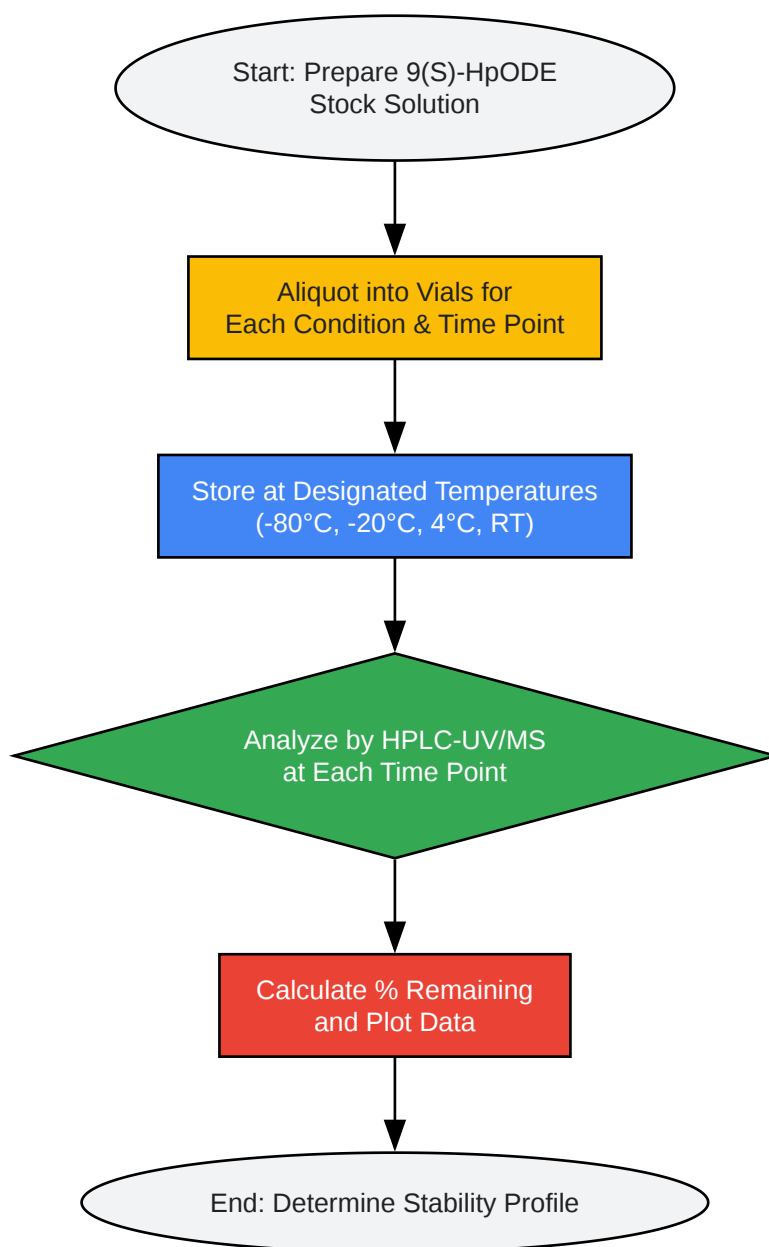 Start: Prepare 9(S)-HpODE
Stock Solution
Aliquot into Vials for
Each Condition & Time Point
Store at Designated Temperatures
(-80°C, -20°C, 4°C, RT)
Analyze by HPLC-UV/MS
at Each Time Point
Calculate % Remaining
and Plot Data
End: Determine Stability Profile